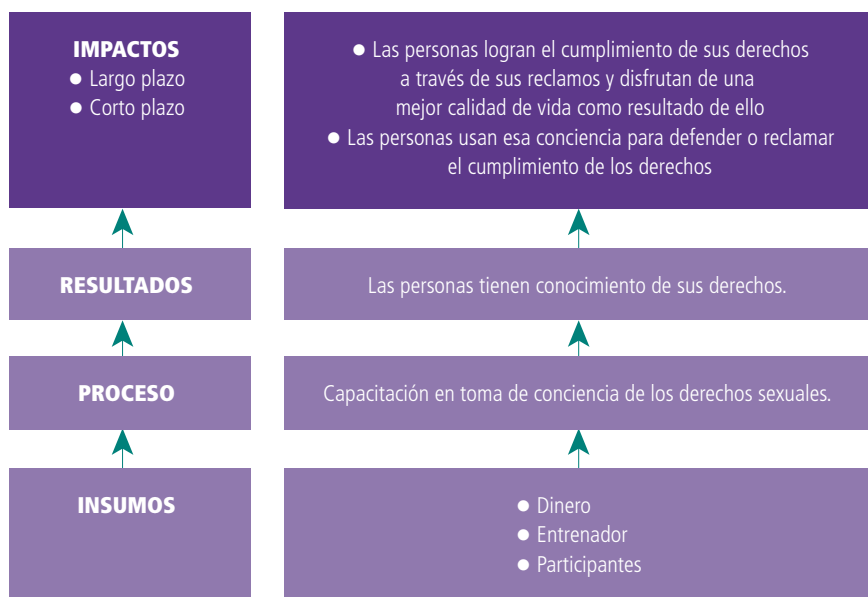 IMPACTOS
● Largo plazo
● Corto plazo
● Las personas logran el cumplimiento de sus derechos
a través de sus reclamos y disfrutan de una
mejor calidad de vida como resultado de ello
● Las personas usan esa conciencia para defender o reclamar
el cumplimiento de los derechos
RESULTADOS
Las personas tienen conocimiento de sus derechos.
PROCESO
Capacitación en toma de conciencia de los derechos sexuales.
INSUMOS
● Dinero
● Entrenador
● Participantes